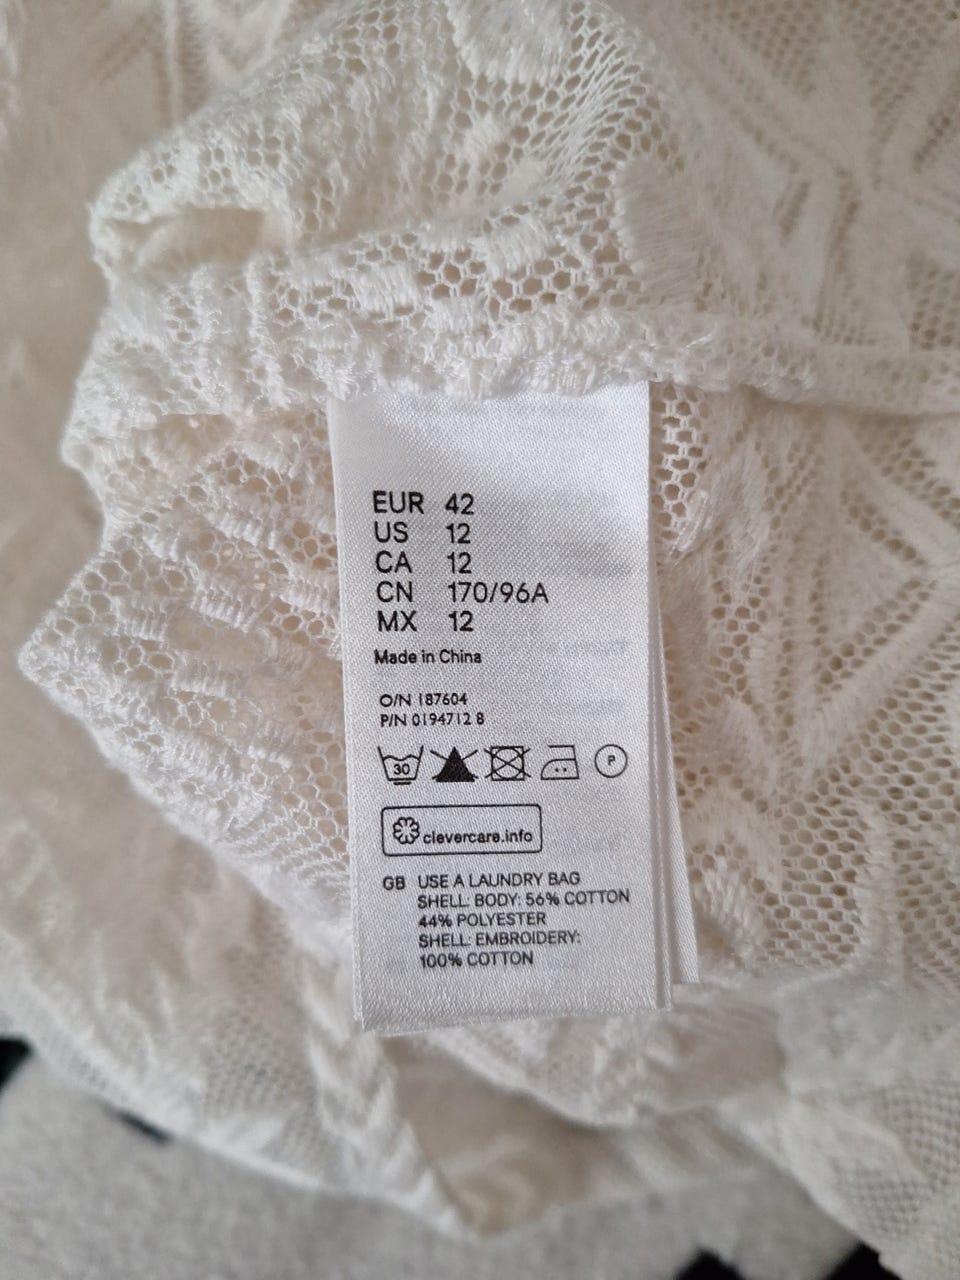 EUR 42
US 12
CA 12
CN 170/96A
MX 12
Made in China
O/N 187604
P/N 0194712 8
30 P
clevercare.info
GB USE A LAUNDRY BAG
SHELL: BODY: 56% COTTON
44% POLYESTER
SHELL: EMBROIDERY:
100% COTTON